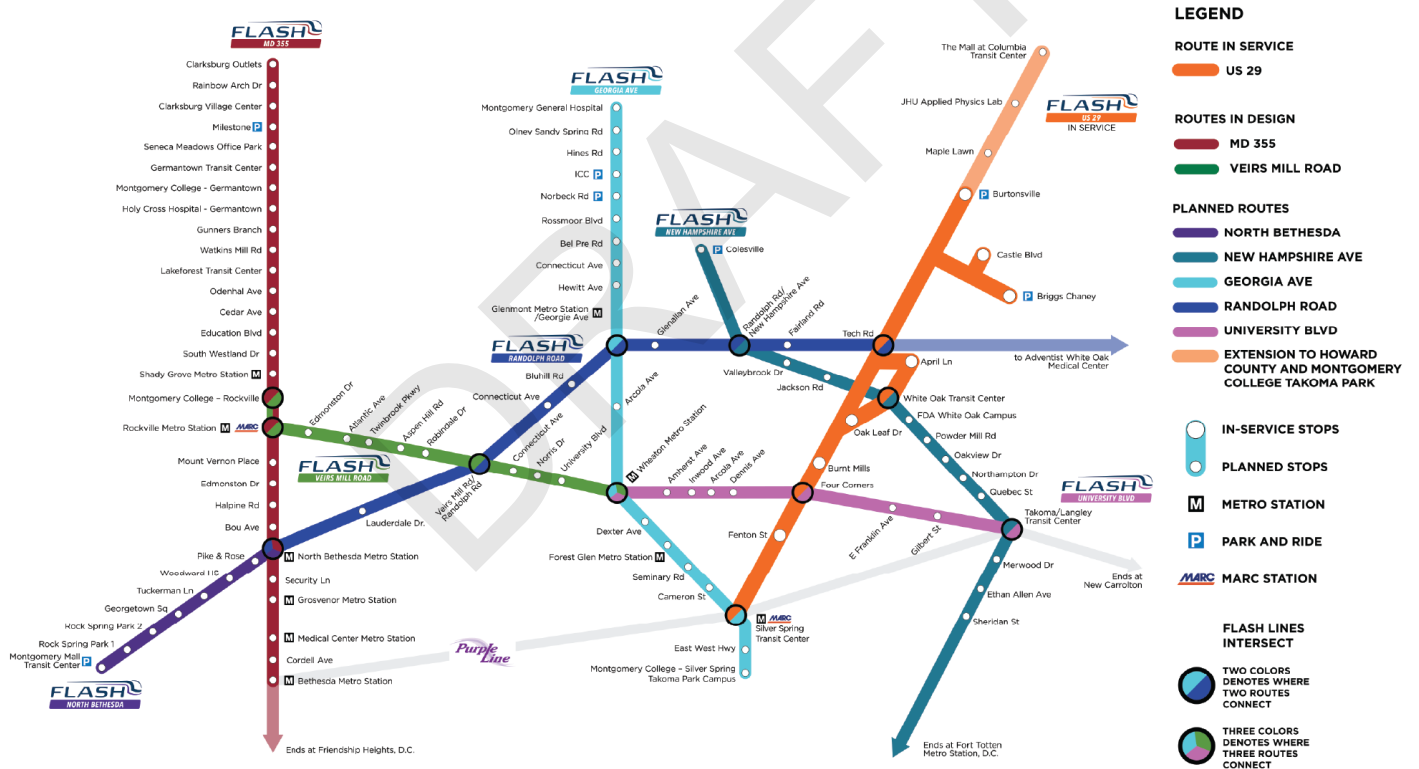 DRAFT
FLASH
MD 355
Clarksburg Outlets
Rainbow Arch Dr
Clarksburg Village Center
Milestone P
Seneca Meadows Office Park
Germantown Transit Center
Montgomery College - Germantown
Holy Cross Hospital - Germantown
Gunners Branch
Watkins Mill Rd
Lakeforest Transit Center
Odenhal Ave
Cedar Ave
Education Blvd
South Westland Dr
Shady Grove Metro Station M
Montgomery College – Rockville
Rockville Metro Station M MARC
Mount Vernon Place
Edmonston Dr
Halpine Rd
Bou Ave
M North Bethesda Metro Station
Security Ln
M Grosvenor Metro Station
M Medical Center Metro Station
Cordell Ave
M Bethesda Metro Station
Ends at Friendship Heights, D.C.
Pike & Rose
Woodward HS
Tuckerman Ln
Georgetown Sq
Rock Spring Park 2
Rock Spring Park 1
Montgomery Mall
Transit Center P
FLASH
NORTH BETHESDA
Edmonston Dr
Atlantic Ave
Twinbrook Pkwy
Aspen Hill Rd
Robindale Dr
FLASH
VEIRS MILL ROAD
Veirs Mill Rd/
Randolph Rd
Connecticut Ave
Norris Dr
University Blvd
Lauderdale Dr.
Connecticut Ave
Bluhill Rd
FLASH
RANDOLPH ROAD
FLASH
GEORGIA AVE
Montgomery General Hospital
Olney Sandy Spring Rd
Hines Rd
ICC P
Norbeck Rd P
Rossmoor Blvd
Bel Pre Rd
Connecticut Ave
Hewitt Ave
Glenmont Metro Station
/Georgie Ave M
Arcola Ave
M Wheaton Metro Station
Dexter Ave
Forest Glen Metro Station M
Seminary Rd
Cameron St
M MARC
Silver Spring
Transit Center
East West Hwy
Montgomery College – Silver Spring
Takoma Park Campus
Purple
Line
FLASH
NEW HAMPSHIRE AVE
P Colesville
Glenallan Ave
Randolph Rd/
New Hampshire Ave
Fairland Rd
Tech Rd
to Adventist White Oak
Medical Center
Valleybrook Dr
Jackson Rd
White Oak Transit Center
FDA White Oak Campus
Powder Mill Rd
Oakview Dr
Northampton Dr
Quebec St
Takoma/Langley
Transit Center
Merwood Dr
Ethan Allen Ave
Sheridan St
Ends at Fort Totten
Metro Station, D.C.
Amherst Ave
Inwood Ave
Arcola Ave
Dennis Ave
Four Corners
E Franklin Ave
Gilbert St
FLASH
UNIVERSITY BLVD
Ends at
New Carrolton
The Mall at Columbia
Transit Center
JHU Applied Physics Lab
Maple Lawn
FLASH
US 29
IN SERVICE
P Burtonsville
Castle Blvd
P Briggs Chaney
April Ln
Oak Leaf Dr
Burnt Mills
Fenton St
LEGEND
ROUTE IN SERVICE
US 29
ROUTES IN DESIGN
MD 355
VEIRS MILL ROAD
PLANNED ROUTES
NORTH BETHESDA
NEW HAMPSHIRE AVE
GEORGIA AVE
RANDOLPH ROAD
UNIVERSITY BLVD
EXTENSION TO HOWARD
COUNTY AND MONTGOMERY
COLLEGE TAKOMA PARK
IN-SERVICE STOPS
PLANNED STOPS
M METRO STATION
P PARK AND RIDE
MARC MARC STATION
FLASH LINES
INTERSECT
TWO COLORS
DENOTES WHERE
TWO ROUTES
CONNECT
THREE COLORS
DENOTES WHERE
THREE ROUTES
CONNECT